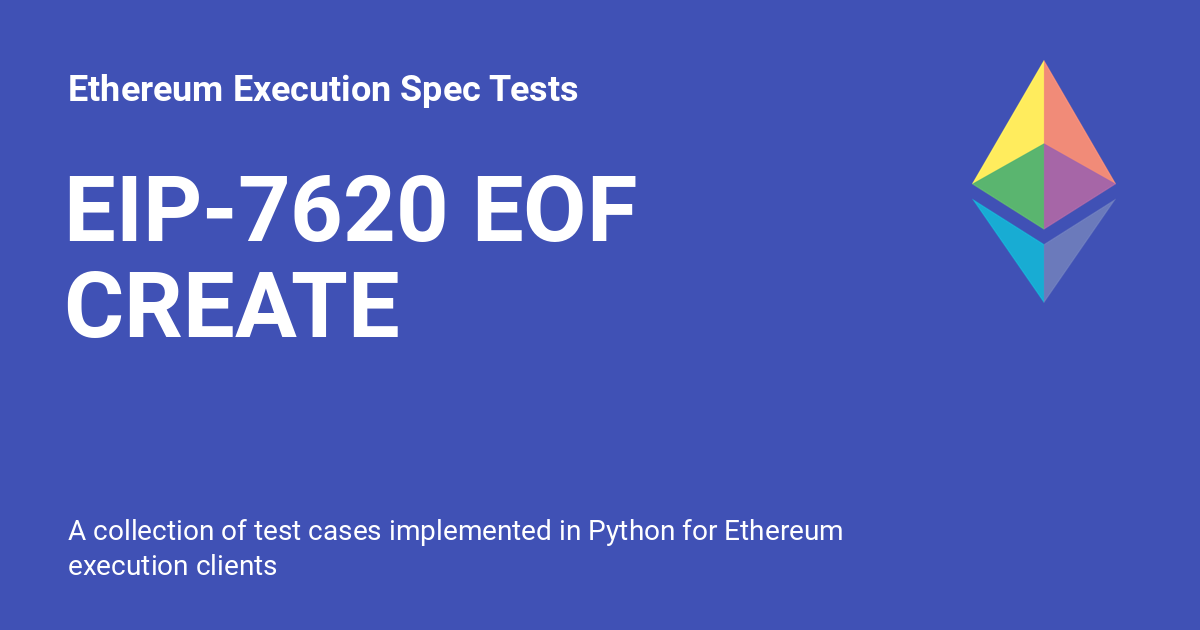 Ethereum Execution Spec Tests
EIP-7620 EOF
CREATE
A collection of test cases implemented in Python for Ethereum
execution clients